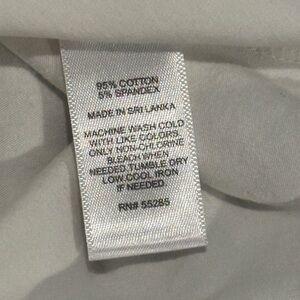 95% COTTON
5% SPANDEX
MADE IN SRI LANKA
MACHINE WASH COLD
WITH LIKE COLORS.
ONLY NON-CHLORINE
BLEACH WHEN
NEEDED.TUMBLE DRY
LOW.COOL IRON
IF NEEDED.
RN# 55285